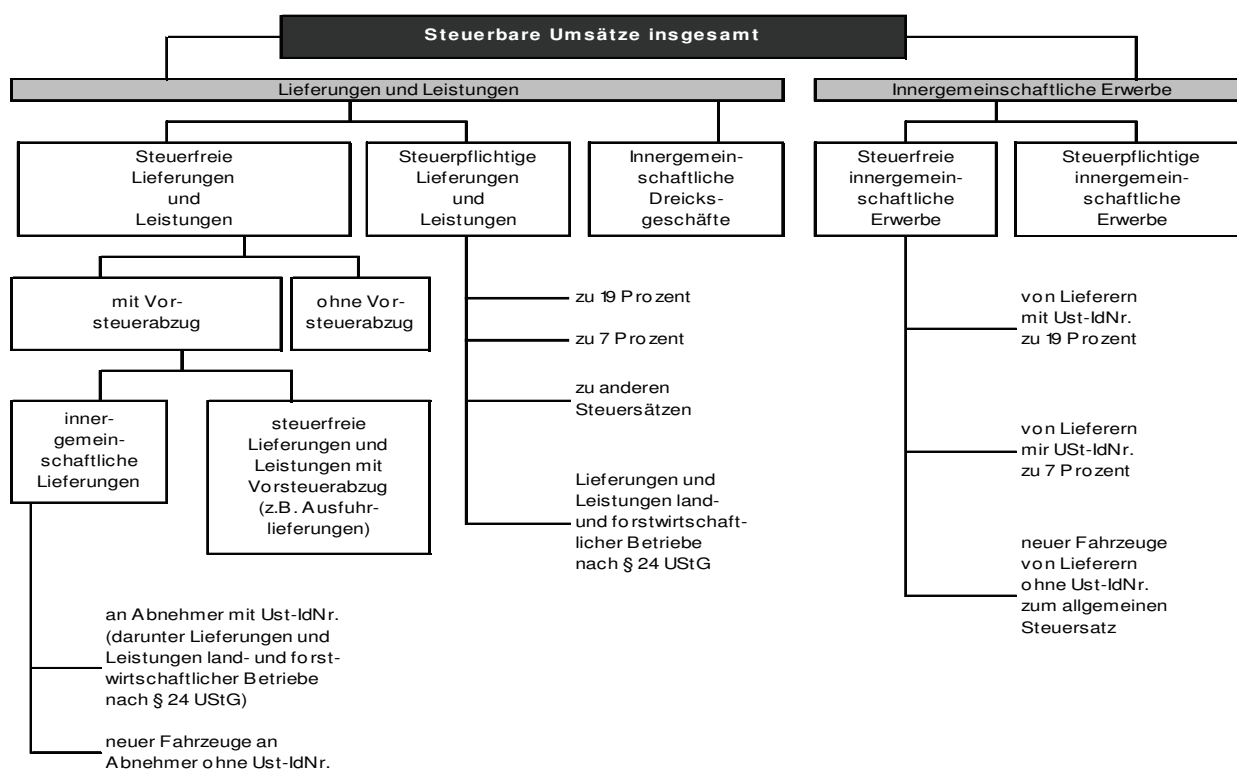 Steuerbare Umsätze insgesamt
Lieferungen und Leistungen
Innergemeinschaftliche Erwerbe
Steuerfreie
Lieferungen
und
Leistungen
Steuerpflichtige
Lieferungen
und
Leistungen
Innergemein-
schaftliche
Dreicks-
geschäfte
Steuerfreie
innergemein-
schaftliche
Erwerbe
Steuerpflichtige
innergemein-
schaftliche
Erwerbe
mit Vor-
steuerabzug
ohne Vor-
steuerabzug
inner-
gemein-
schaftliche
Lieferungen
steuerfreie
Lieferungen und
Leistungen mit
Vorsteuerabzug
(z.B. Ausfuhr-
lieferungen)
an Abnehmer mit Ust-IdNr.
(darunter Lieferungen und
Leistungen land- und forst-
wirtschaftlicher Betriebe
nach § 24 UStG)
neuer Fahrzeuge an
Abnehmer ohne Ust-IdNr.
zu 19 Prozent
zu 7 Prozent
zu anderen
Steuersätzen
Lieferungen und
Leistungen land-
und forstwirtschaft-
licher Betriebe
nach § 24 UStG
von Lieferern
mit Ust-IdNr.
zu 19 Prozent
von Lieferern
mir USt-IdNr.
zu 7 Prozent
neuer Fahrzeuge
von Lieferern
ohne Ust-IdNr.
zum allgemeinen
Steuersatz